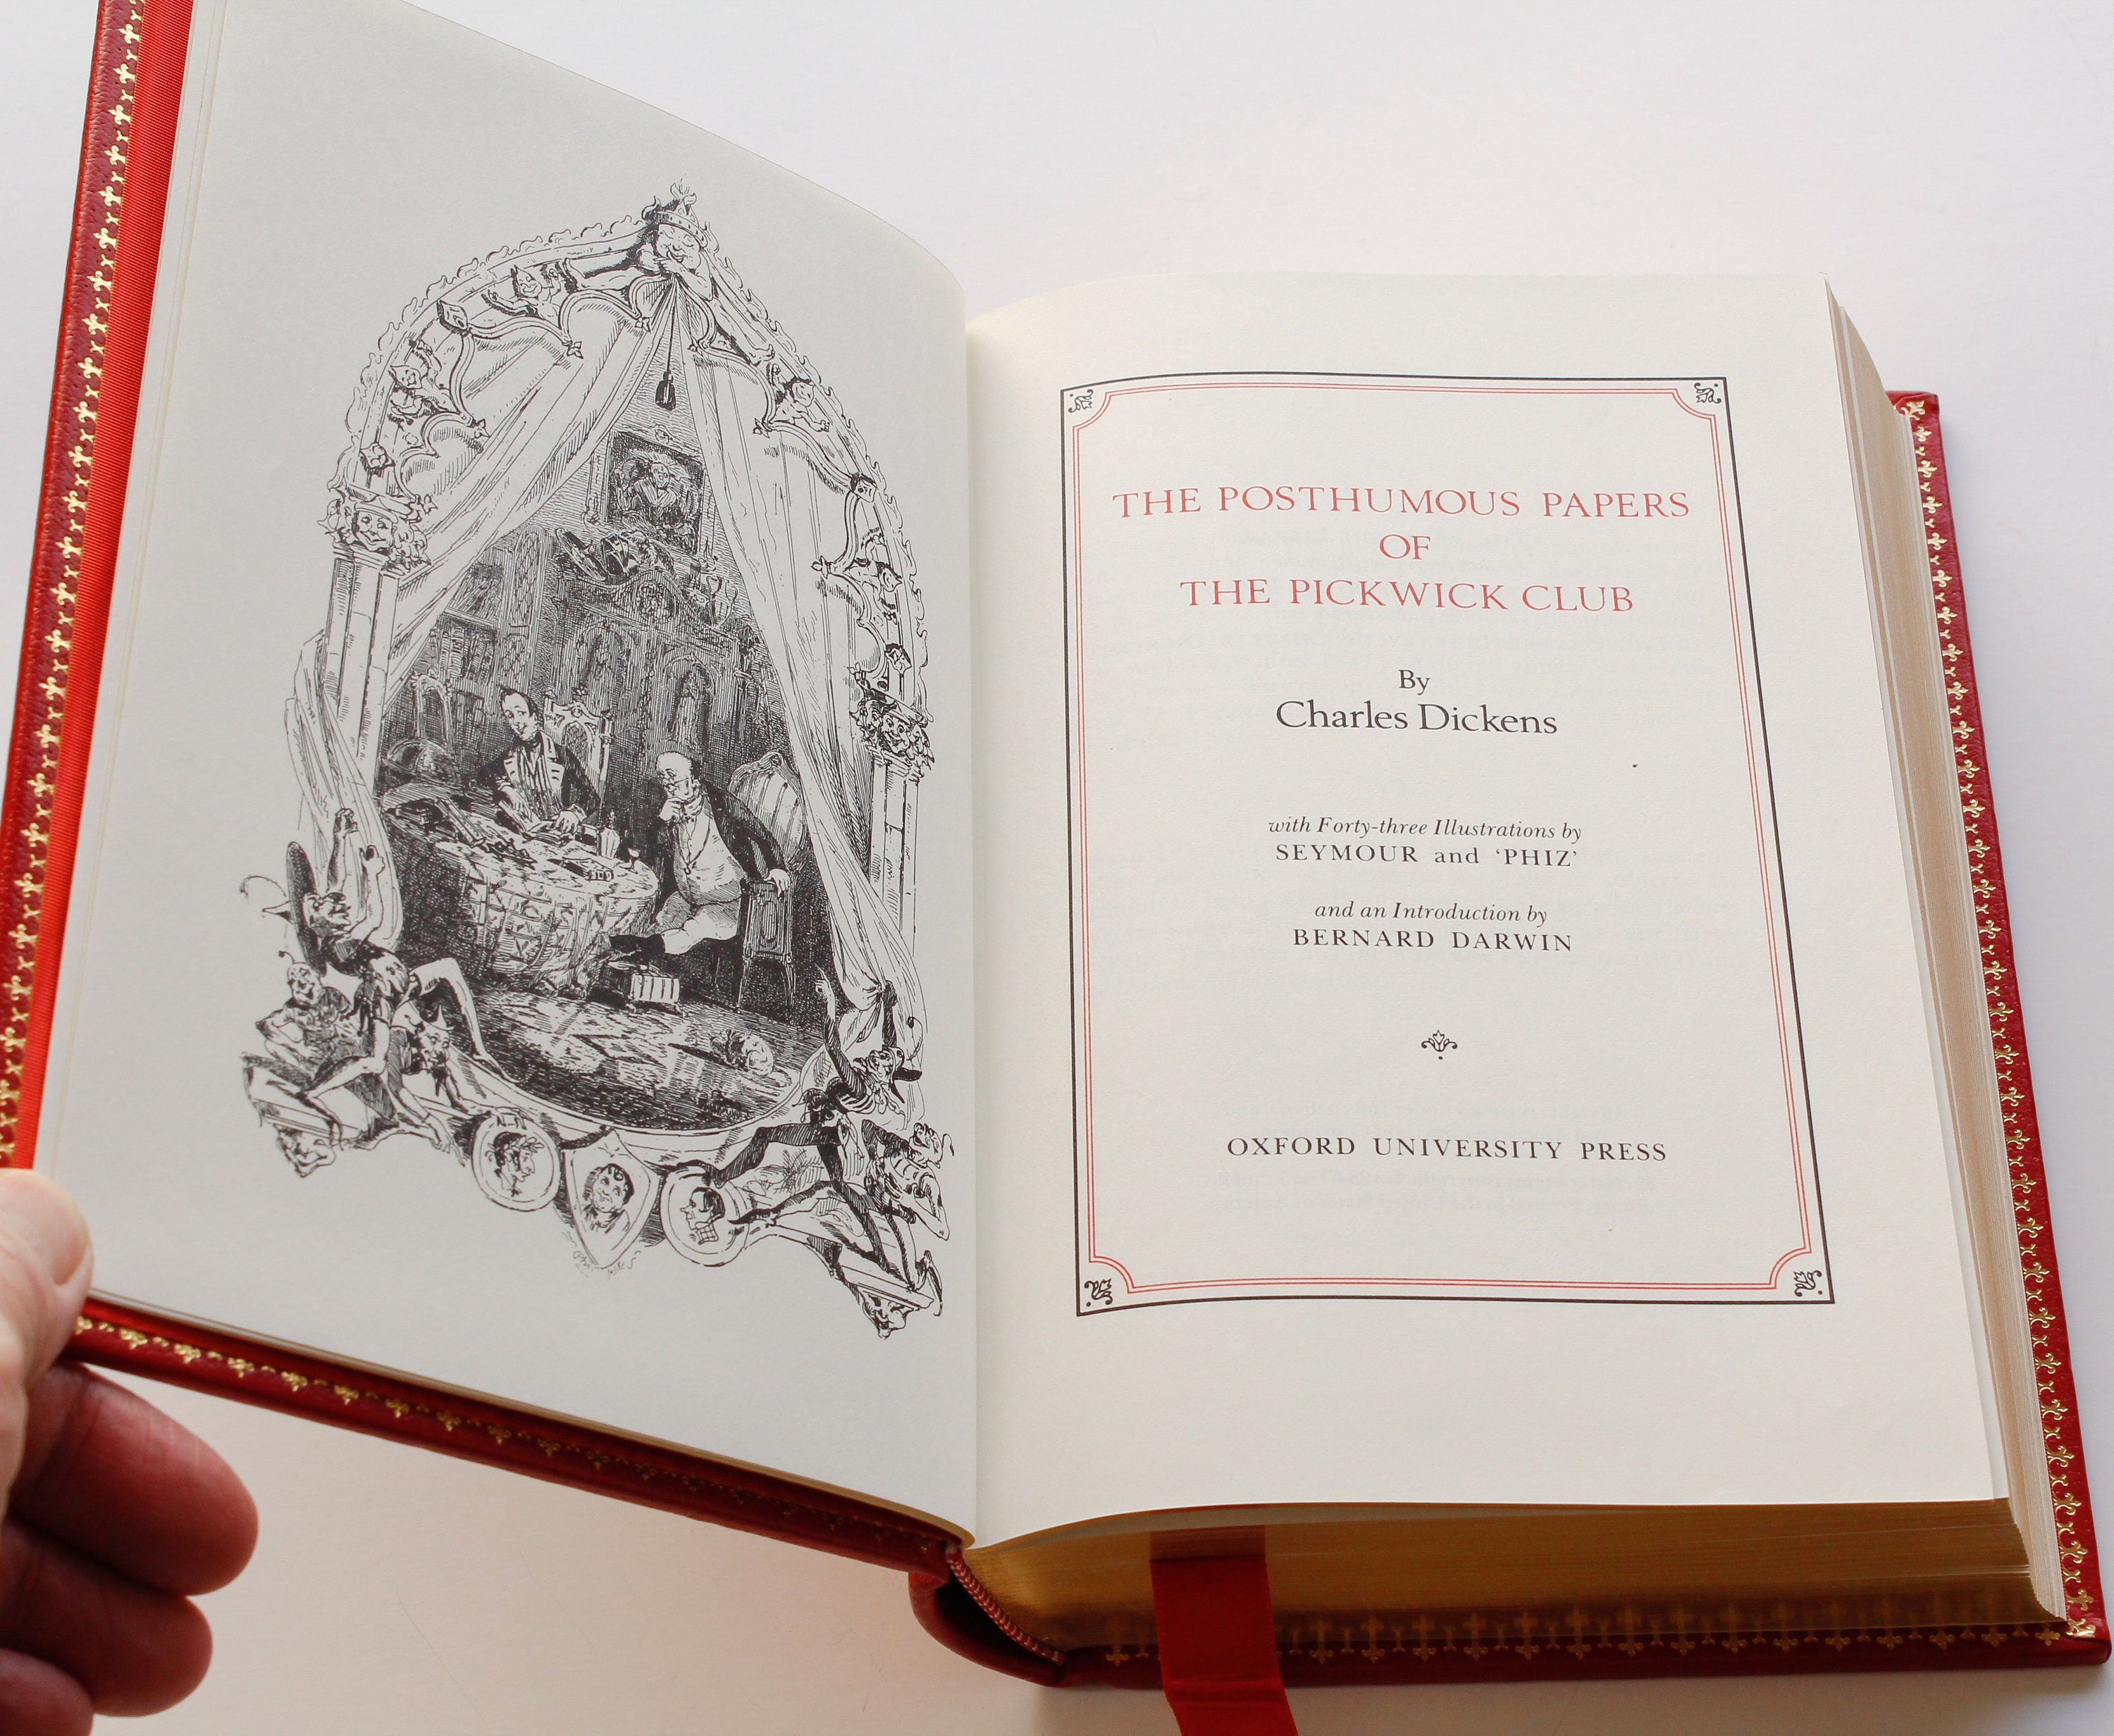 THE POSTHUMOUS PAPERS
OF
THE PICKWICK CLUB
By
Charles Dickens
with Forty-three Illustrations by
SEYMOUR and ‘PHIZ’
and an Introduction by
BERNARD DARWIN
OXFORD UNIVERSITY PRESS